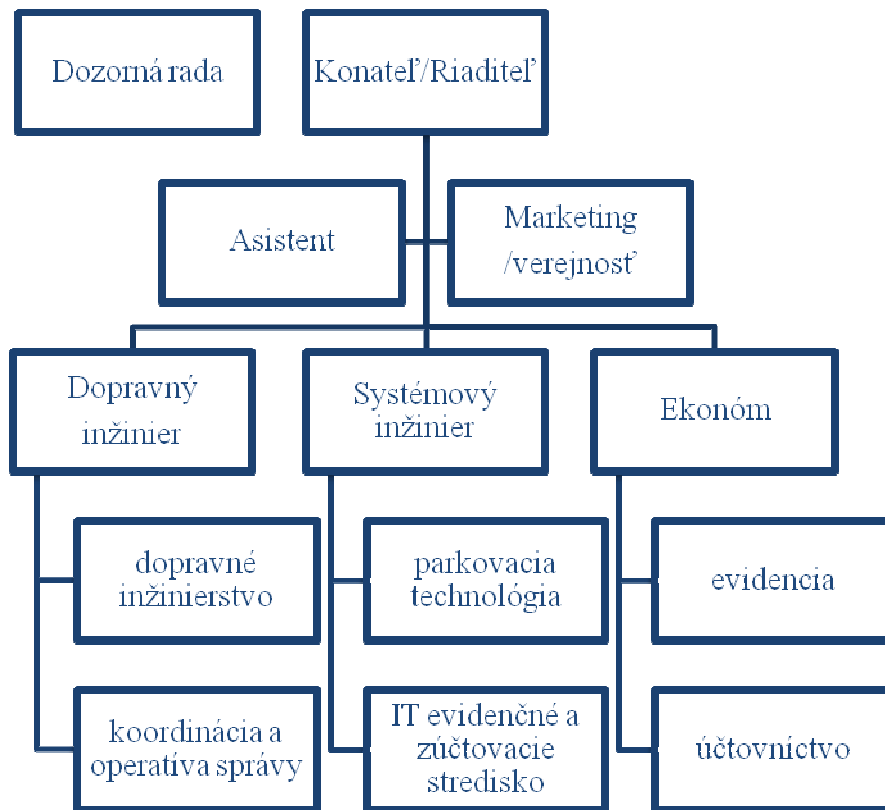 Dozorná rada
Konateľ/Riaditeľ
Asistent
Marketing
/verejnosť
Dopravný
inžinier
Systémový
inžinier
Ekonóm
dopravné
inžinierstvo
parkovacia
technológia
evidencia
koordinácia a
operatíva správy
IT evidenčné a
zúčtovacie
stredisko
účtovníctvo